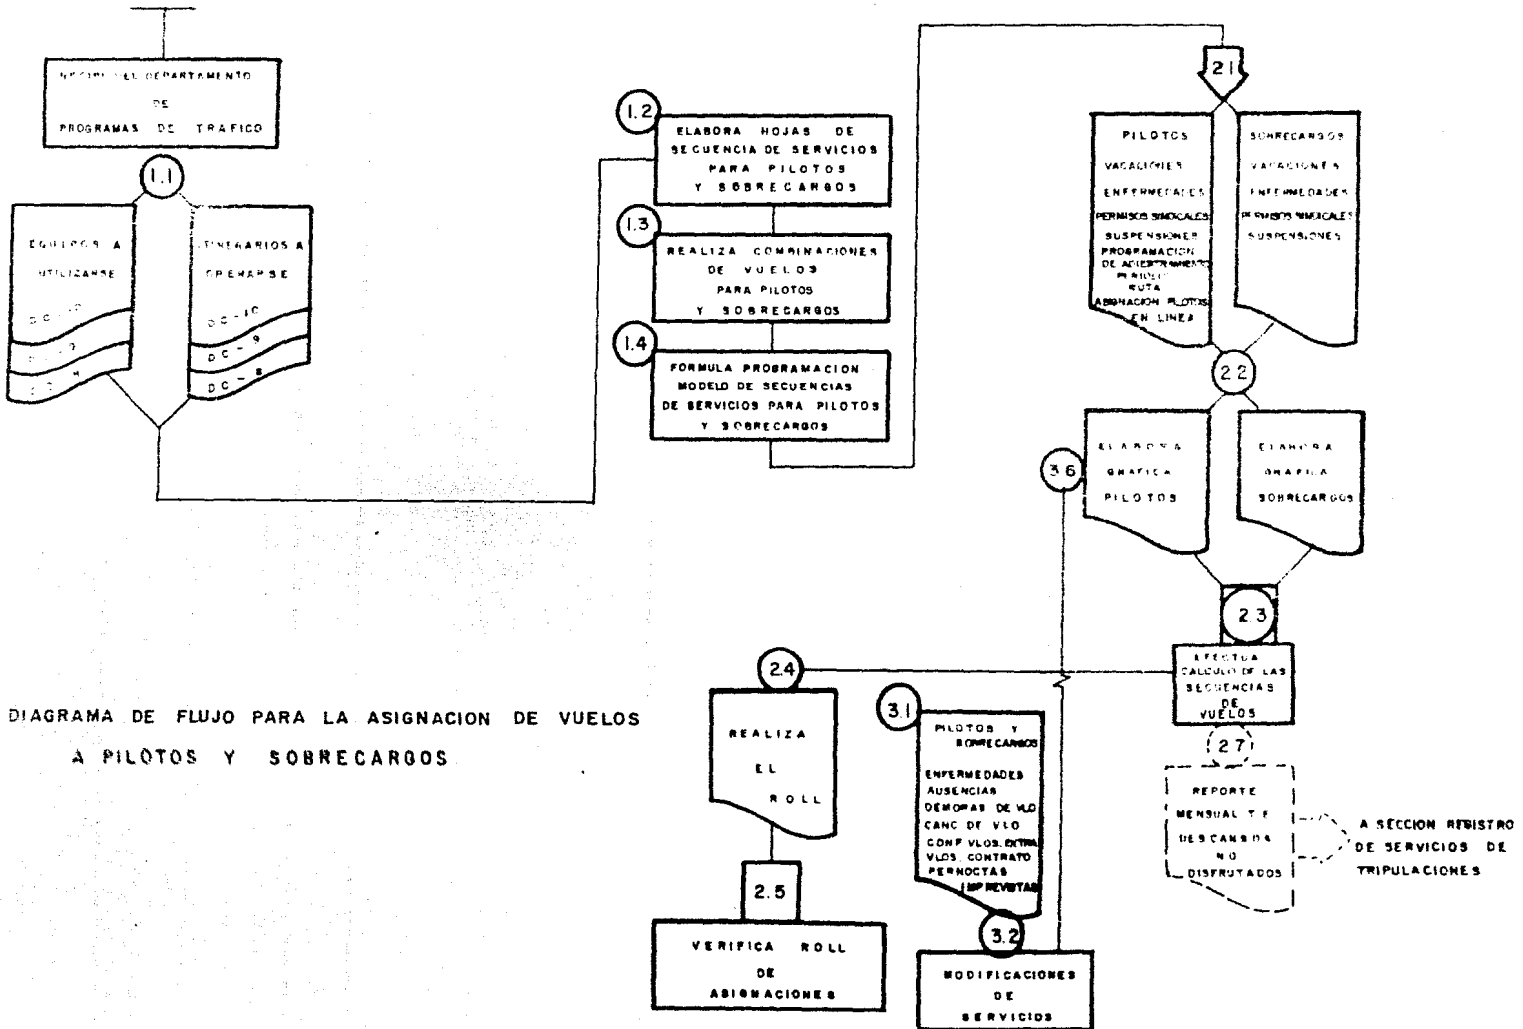 DEPARTAMENTO
DE
PROGRAMAS DE TRAFICO
1.1
EQUIPOS A
UTILIZARSE
ITINERARIOS A
OPERARSE
DC-10
DC-9
DC-8
1.2
ELABORA HOJAS DE
SECUENCIA DE SERVICIOS
PARA PILOTOS
Y SOBRECARGOS
1.3
REALIZA COMBINACIONES
DE VUELOS
PARA PILOTOS
Y SOBRECARGOS
1.4
FORMULA PROGRAMACION
MODELO DE SECUENCIAS
DE SERVICIOS PARA PILOTOS
Y SOBRECARGOS
2.1
PILOTOS
VACACIONES
ENFERMEDADES
PERMISOS SINDICALES
SUSPENSIONES
PROGRAMACION
DE ADIESTRAMIENTO
RUTA
ASIGNACION PILOTOS
EN LINEA
SOBRECARGOS
VACACIONES
ENFERMEDADES
PERMISOS SINDICALES
SUSPENSIONES
2.2
3.6
ELABORA
GRAFICA
PILOTOS
ELABORA
GRAFICA
SOBRECARGOS
2.3
EFECTUA
CALCULO DE LAS
SECUENCIAS
DE
VUELOS
2.4
REALIZA
EL
ROLL
2.5
VERIFICA ROLL
DE
ASIGNACIONES
3.1
PILOTOS Y
SOBRECARGOS
ENFERMEDADES
AUSENCIAS
DEMORAS DE VLO
CANC DE VLO
CONF VLOS. EXTRA
VLOS. CONTRATO
PERNOCTAS
IMPREVISTAS
3.2
MODIFICACIONES
DE
SERVICIOS
2.7
REPORTE
MENSUAL T.E.
DESCANSOS
NO
DISFRUTADOS
A SECCION REGISTRO
DE SERVICIOS DE
TRIPULACIONES
DIAGRAMA DE FLUJO PARA LA ASIGNACION DE VUELOS
A PILOTOS Y SOBRECARGOS